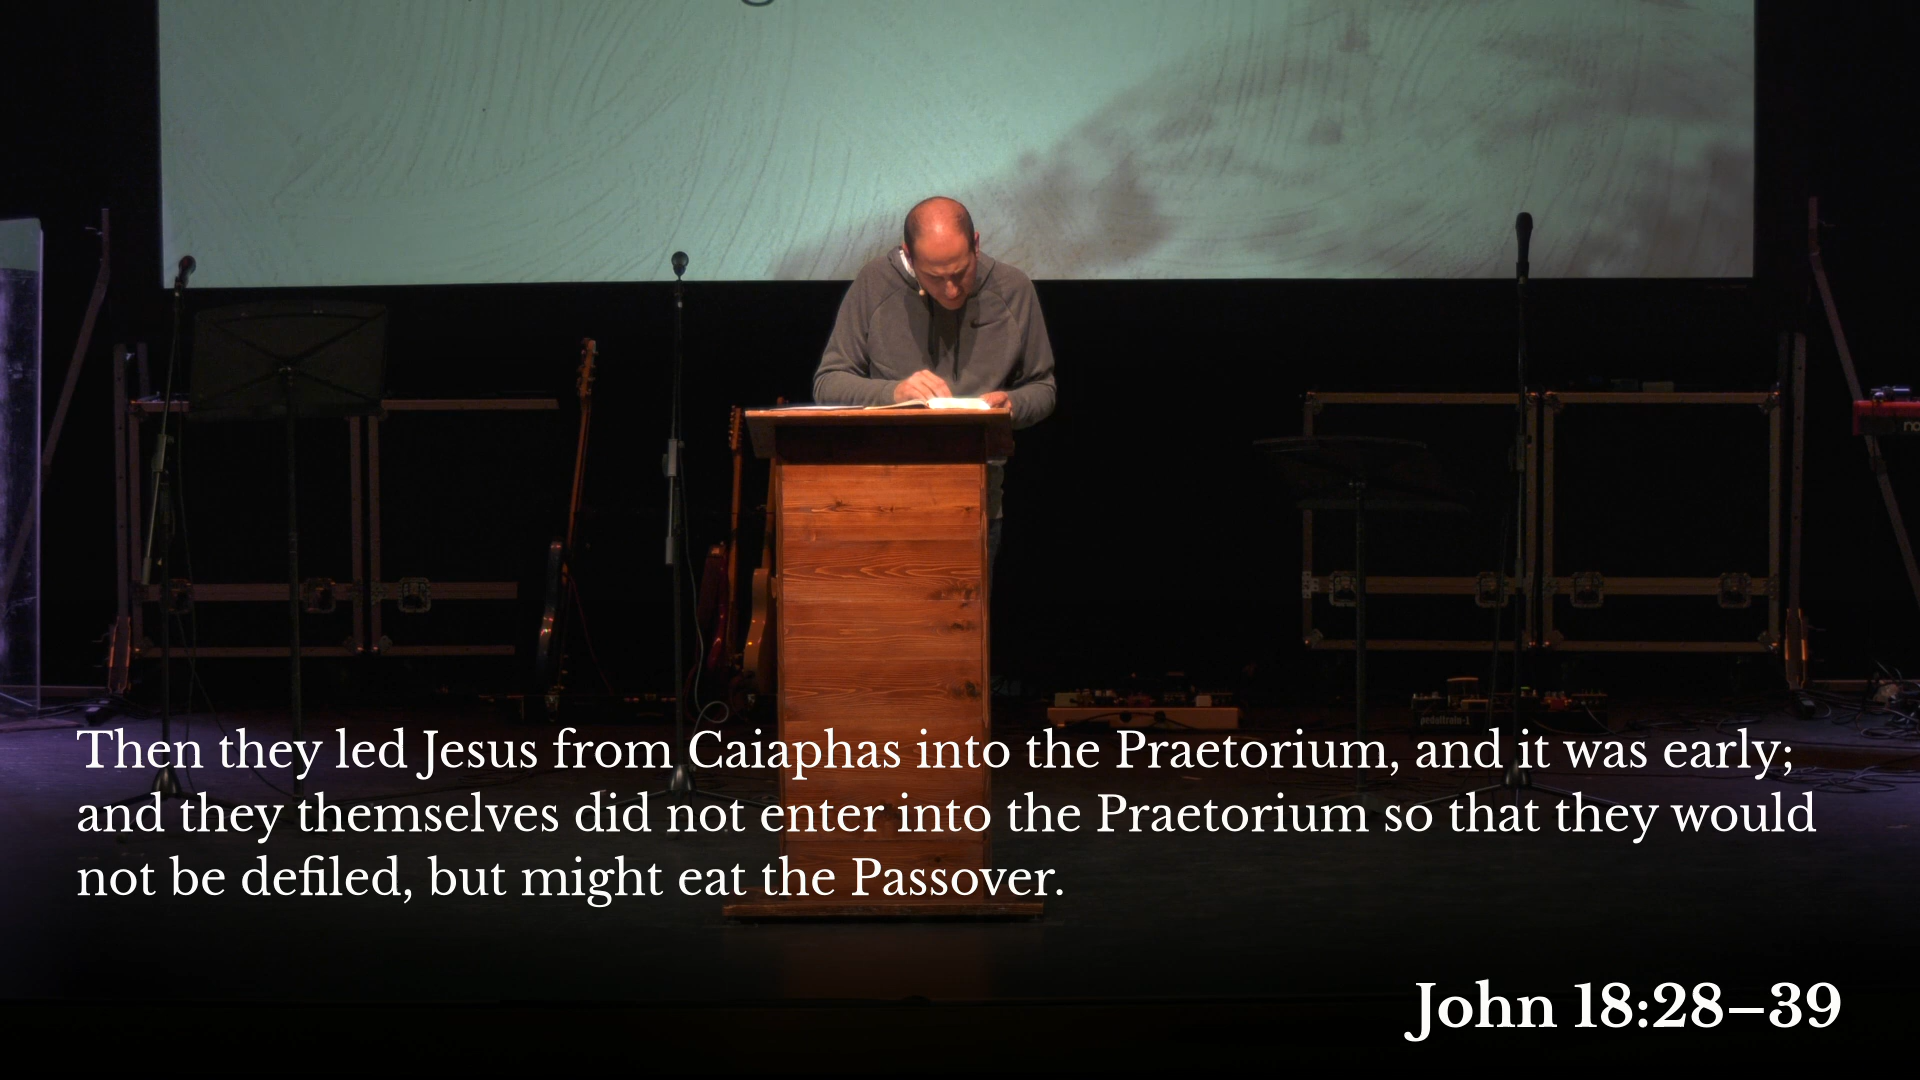 Then they led Jesus from Caiaphas into the Praetorium, and it was early;
and they themselves did not enter into the Praetorium so that they would
not be defiled, but might eat the Passover.
John 18:28–39
pedaltrain-1